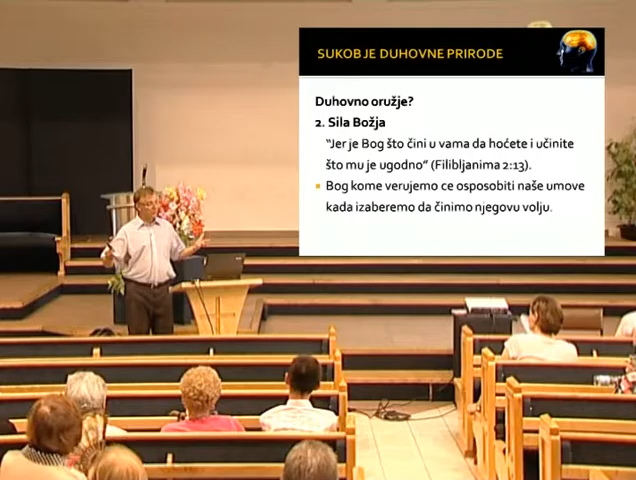 SUKOB JE DUHOVNE PRIRODE
Duhovno oružje?
2. Sila Božja
"Jer je Bog što čini u vama da hoćete i učinite
što mu je ugodno" (Filibljanima 2:13).
Bog kome verujemo ce osposobiti naše umove
kada izaberemo da činimo njegovu volju.